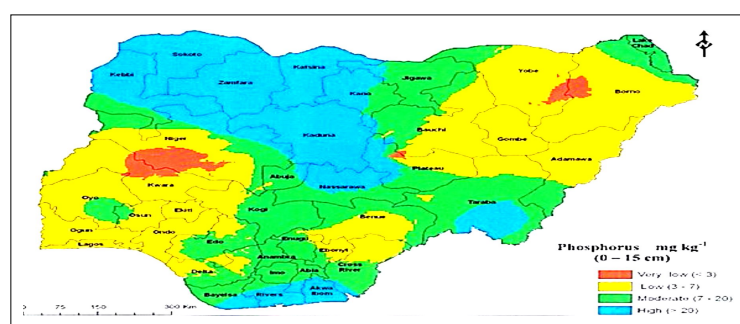 Lake
Chad
Sokoto
Katsina
Kebbi
Zamfara
Kano
Jigawa
Yobe
Borno
Kaduna
Bauchi
Niger
Gombe
Adamawa
Plateau
Abuja
Nassarawa
Kwara
Oyo
Osun
Ekiti
Kogi
Taraba
Benue
Ogun
Ondo
Lagos
Edo
Enugu
Ebonyi
Anambra
Cross
River
Delta
Imo
Abia
Bayelsa
Rivers
Akwa
Ibom
Phosphorus mg kg-1
(0 – 15 cm)
Very low (< 3)
Low (3 - 7)
Moderate (7 - 20)
High (> 20)
0 75 150 300 Km